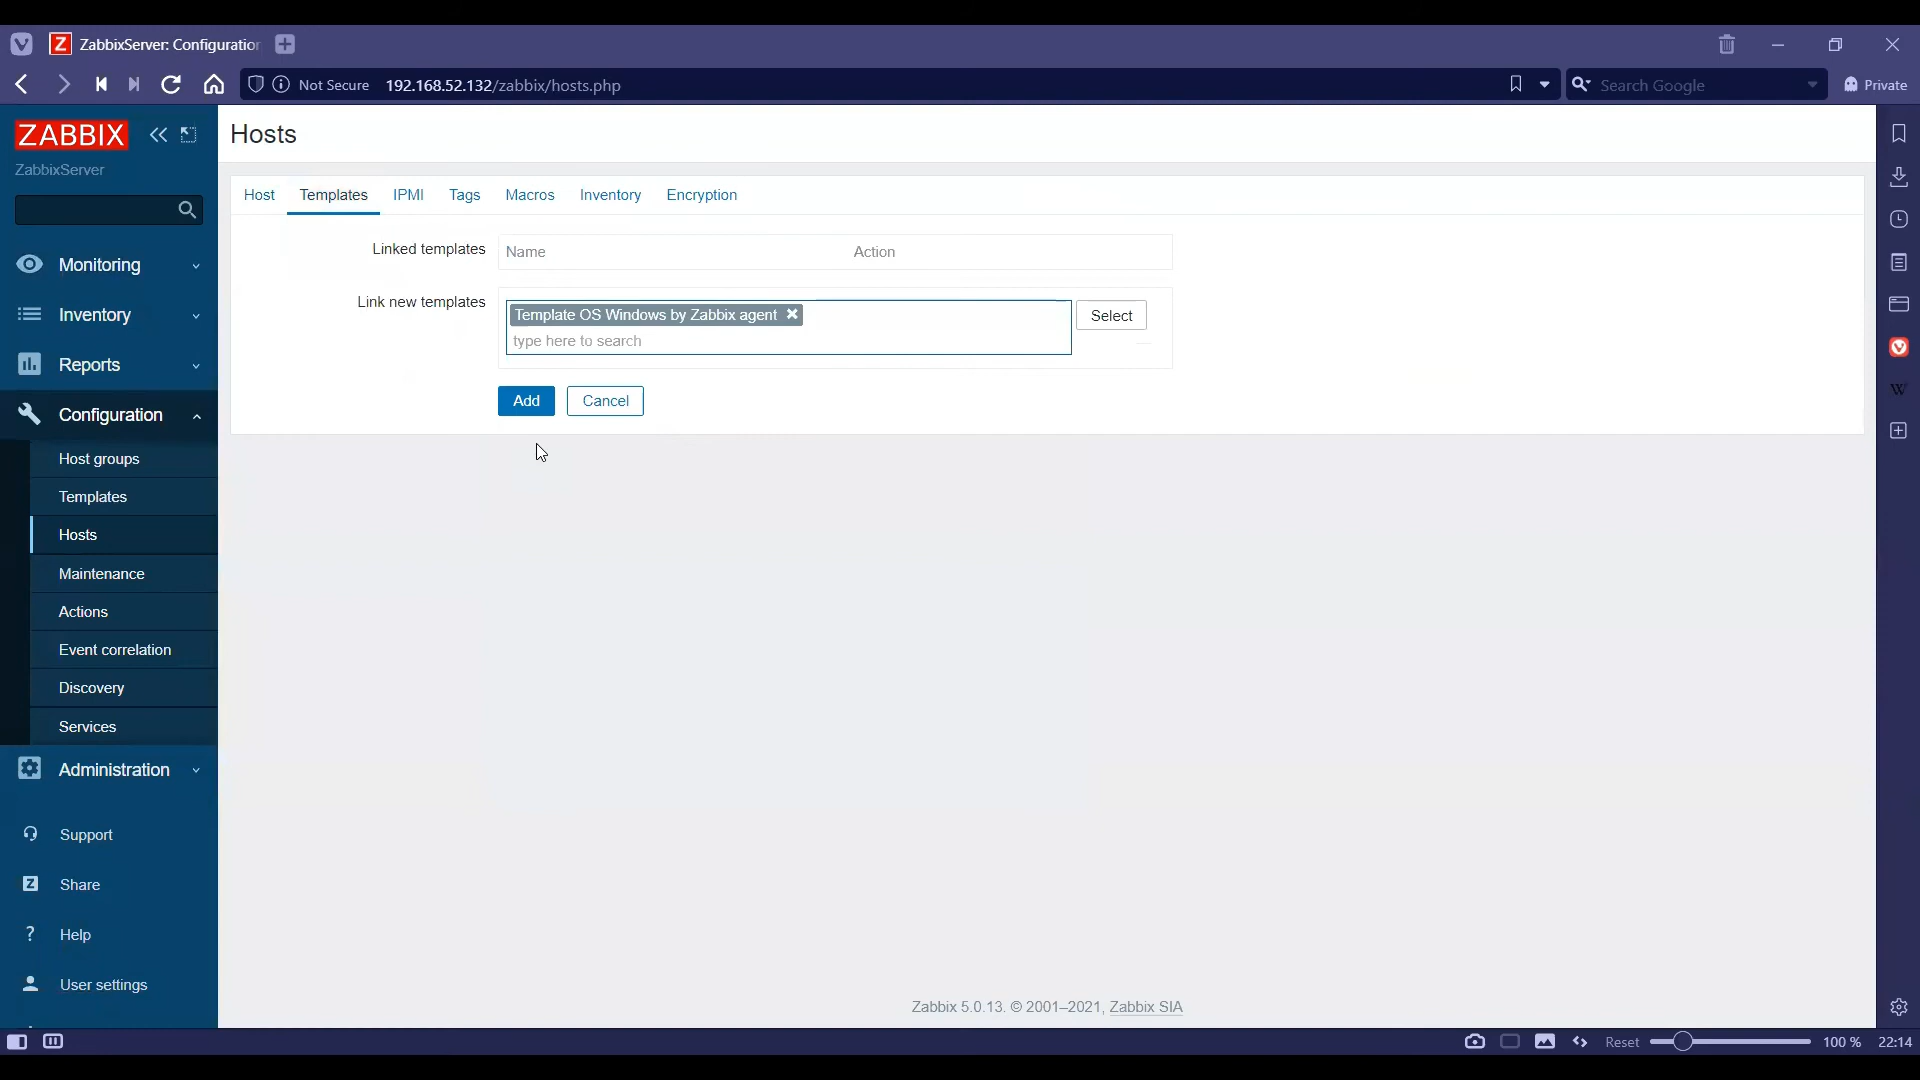 ZabbixServer: Configuration
Not Secure 192.168.52.132/zabbix/hosts.php
Search Google
Private
ZABBIX
ZabbixServer
Monitoring
Inventory
Reports
Configuration
Host groups
Templates
Hosts
Maintenance
Actions
Event correlation
Discovery
Services
Administration
Support
Z Share
? Help
User settings
Hosts
Host Templates IPMI Tags Macros Inventory Encryption
Linked templates Name Action
Link new templates Template OS Windows by Zabbix agent Select
type here to search
Add Cancel
Zabbix 5.0.13. © 2001–2021, Zabbix SIA
Reset 100 % 22:14